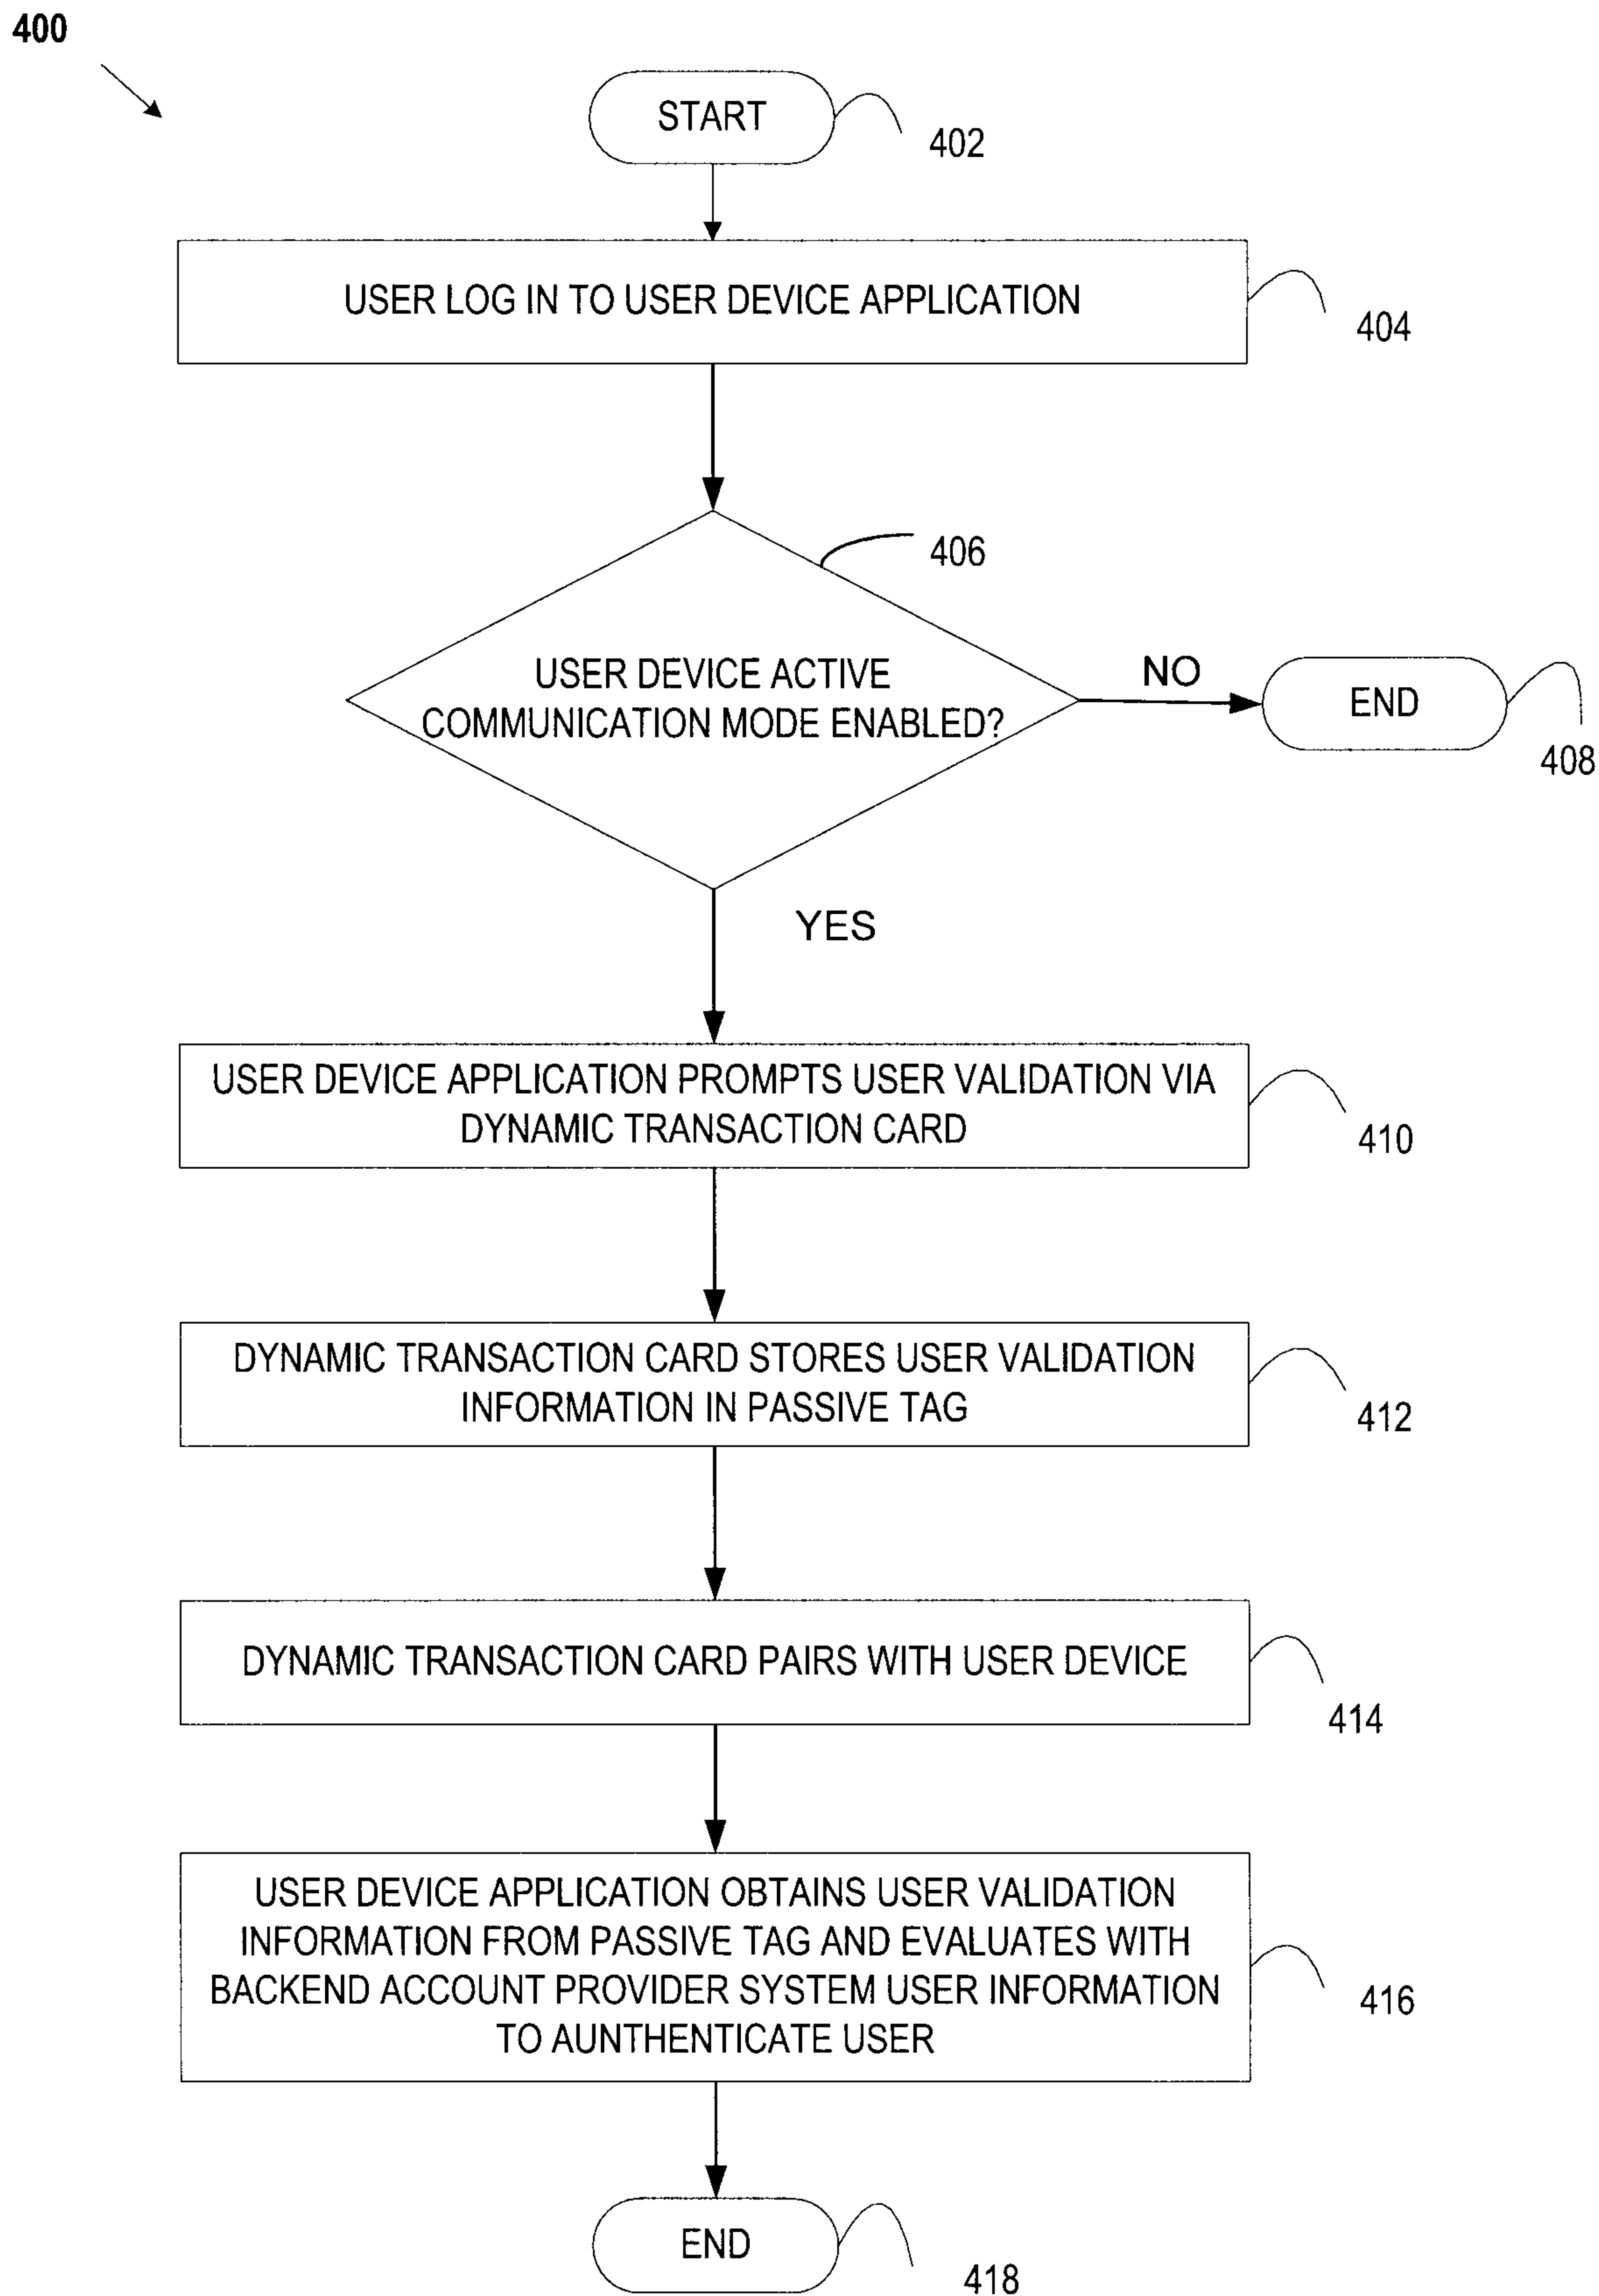 400
START
402
USER LOG IN TO USER DEVICE APPLICATION
404
406
USER DEVICE ACTIVE
COMMUNICATION MODE ENABLED?
NO
END
408
YES
USER DEVICE APPLICATION PROMPTS USER VALIDATION VIA
DYNAMIC TRANSACTION CARD
410
DYNAMIC TRANSACTION CARD STORES USER VALIDATION
INFORMATION IN PASSIVE TAG
412
DYNAMIC TRANSACTION CARD PAIRS WITH USER DEVICE
414
USER DEVICE APPLICATION OBTAINS USER VALIDATION
INFORMATION FROM PASSIVE TAG AND EVALUATES WITH
BACKEND ACCOUNT PROVIDER SYSTEM USER INFORMATION
TO AUNTHENTICATE USER
416
END
418